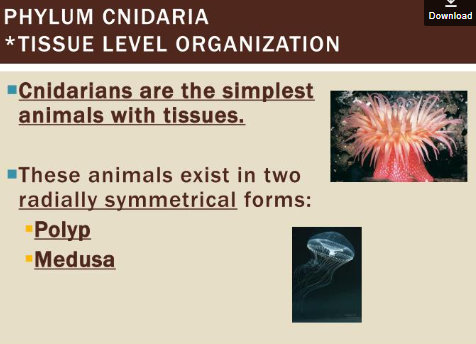 Download
PHYLUM CNIDARIA
*TISSUE LEVEL ORGANIZATION
Cnidarians are the simplest
animals with tissues.
These animals exist in two
radially symmetrical forms:
Polyp
Medusa